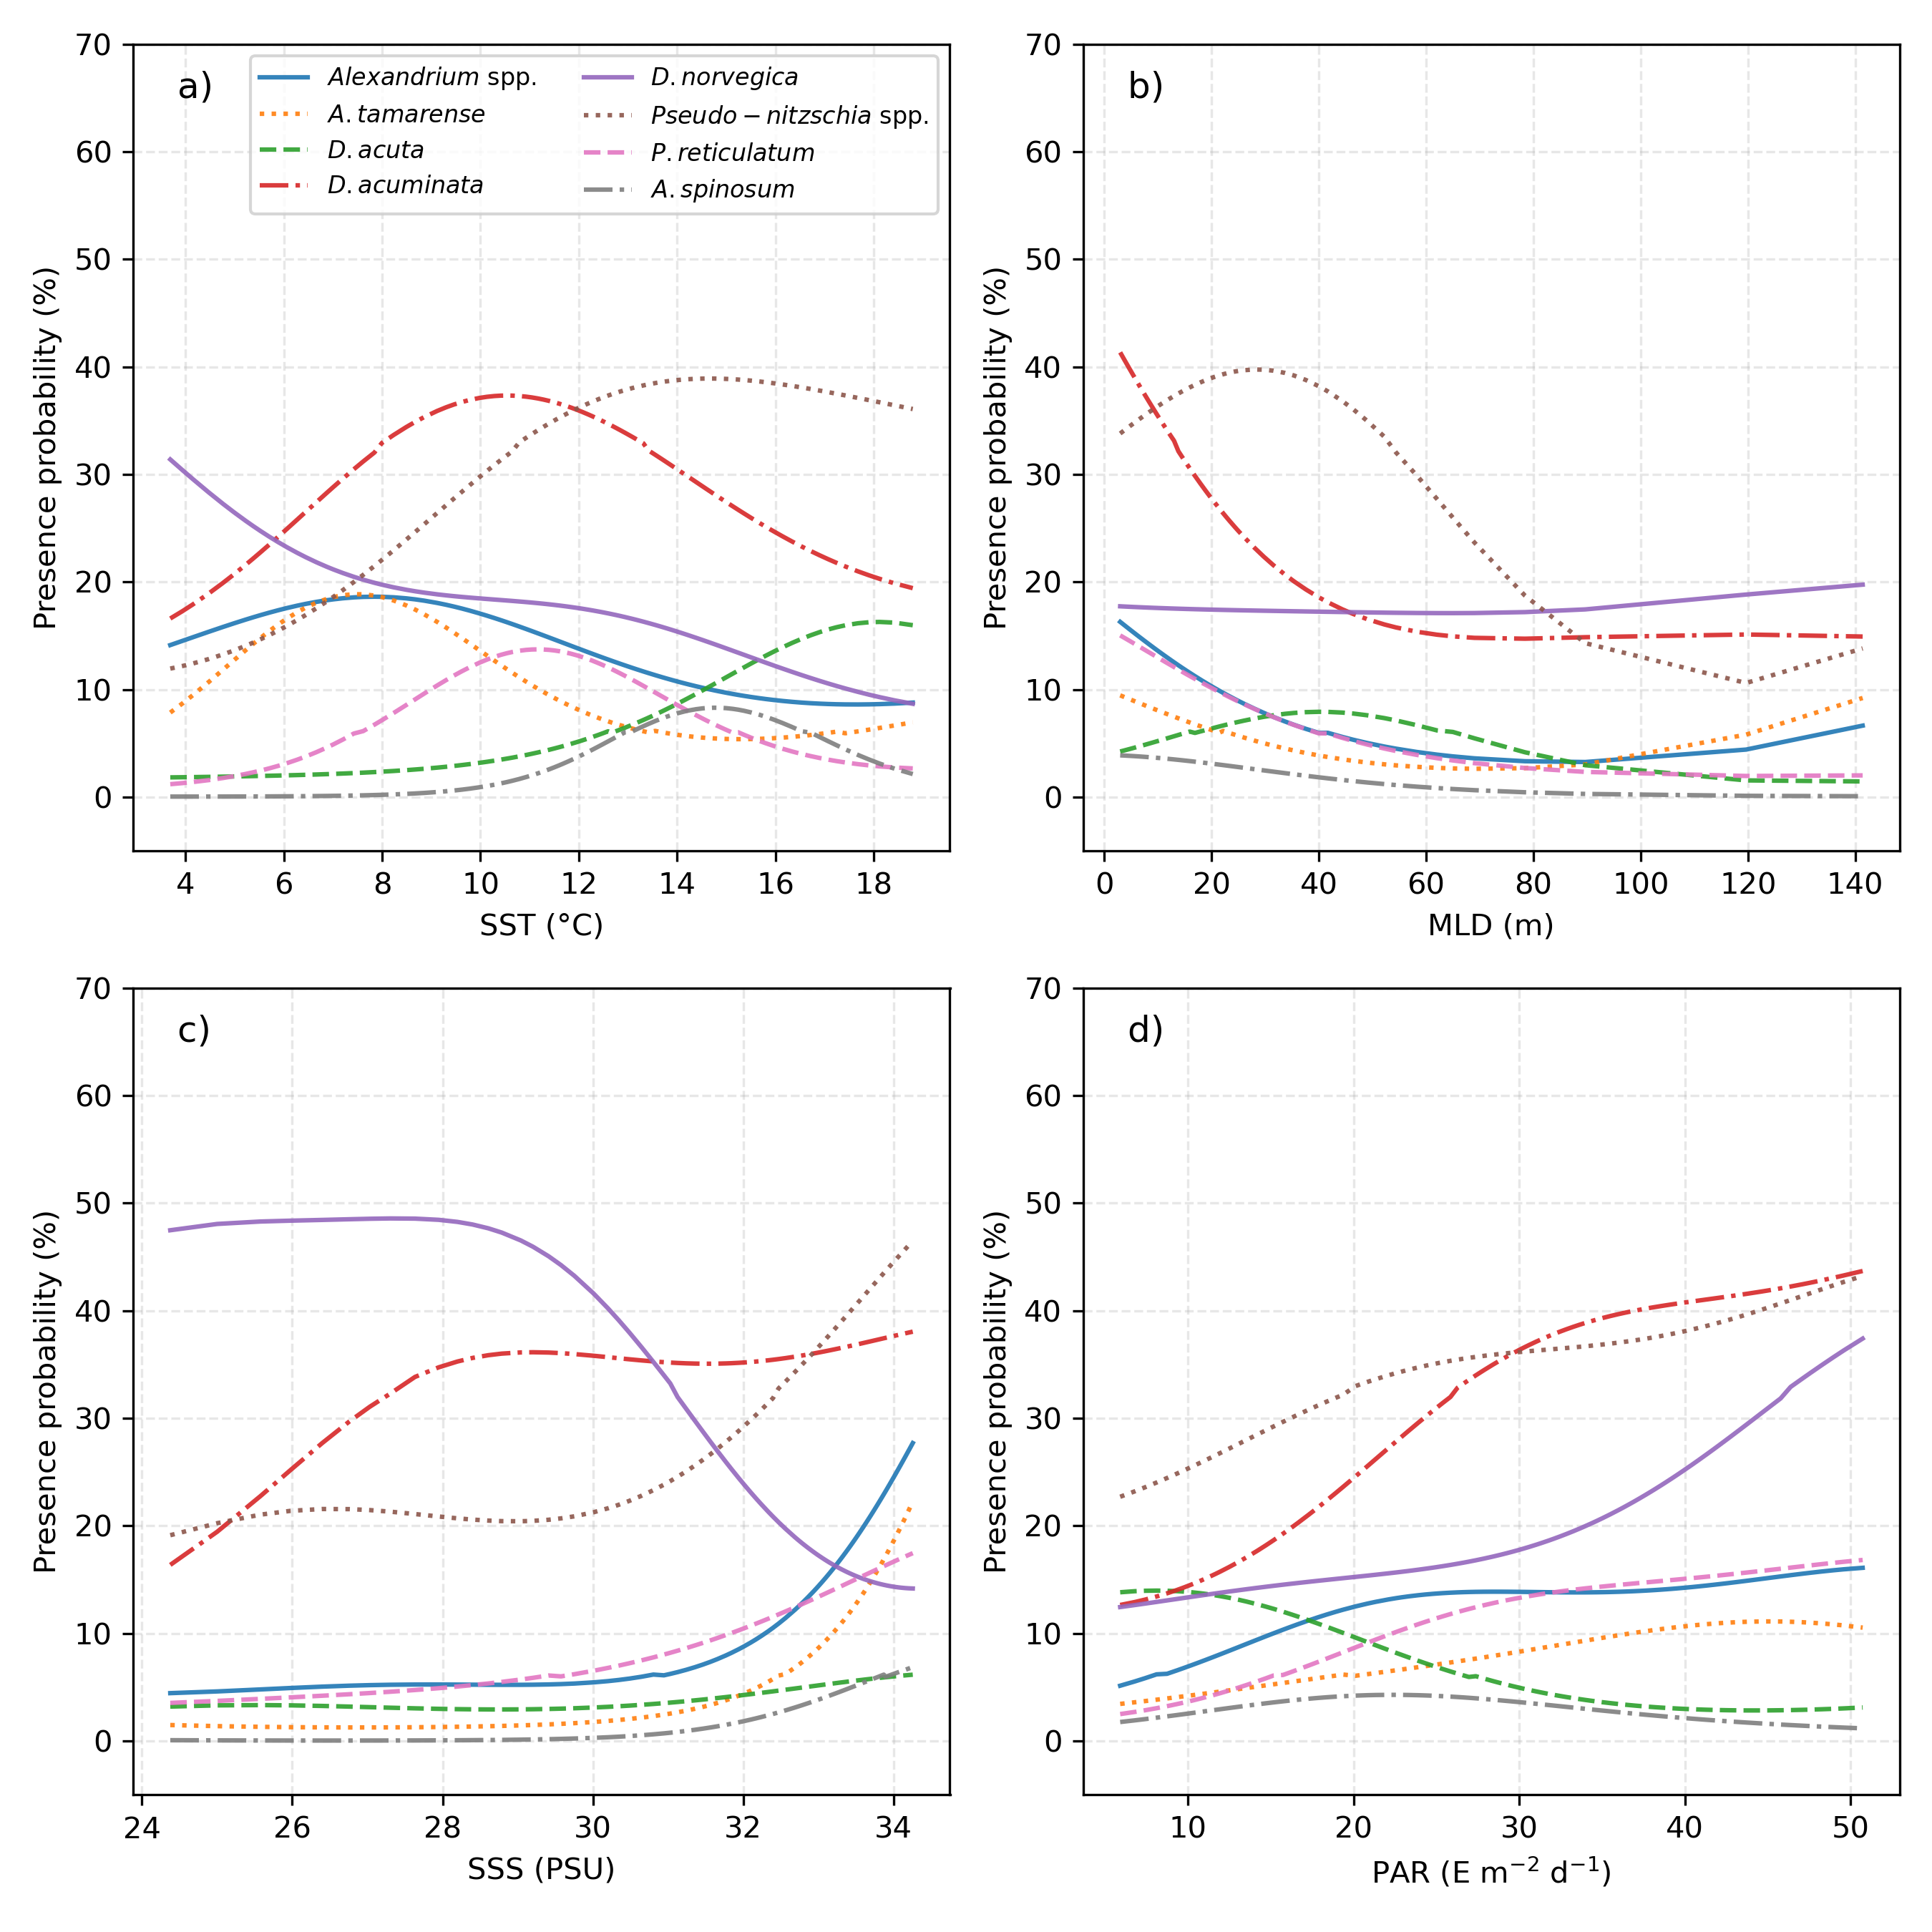 a)
Alexandrium spp.
A. tamarense
D. acuta
D. acuminata
D. norvegica
Pseudo − nitzschia spp.
P. reticulatum
A. spinosum
Presence probability (%)
70
60
50
40
30
20
10
0
4 6 8 10 12 14 16 18
SST (°C)
b)
Presence probability (%)
70
60
50
40
30
20
10
0
0 20 40 60 80 100 120 140
MLD (m)
c)
Presence probability (%)
70
60
50
40
30
20
10
0
24 26 28 30 32 34
SSS (PSU)
d)
Presence probability (%)
70
60
50
40
30
20
10
0
10 20 30 40 50
PAR (E m⁻² d⁻¹)